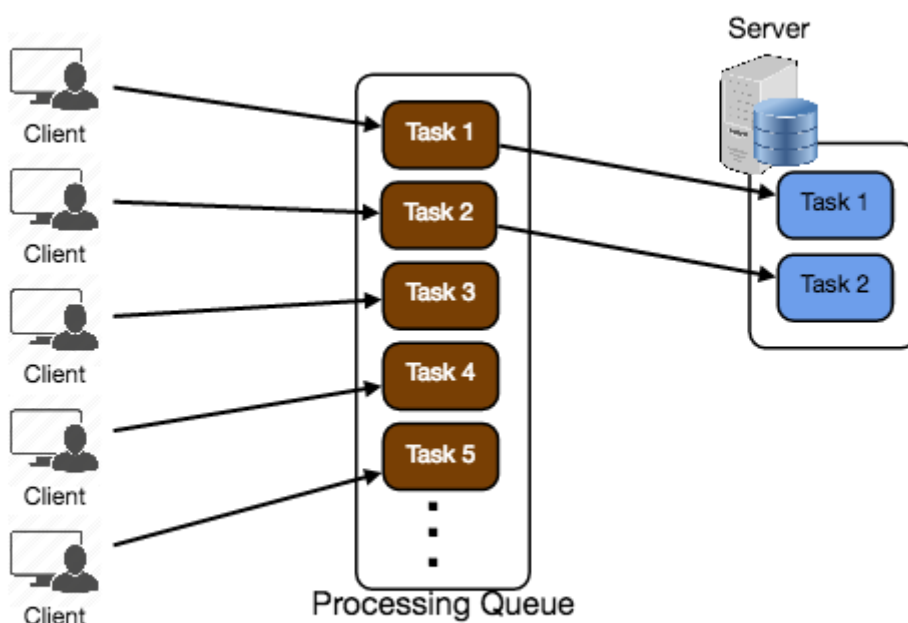 Server
Client
Client
Client
Client
Client
Task 1
Task 2
Task 3
Task 4
Task 5
Processing Queue
Task 1
Task 2